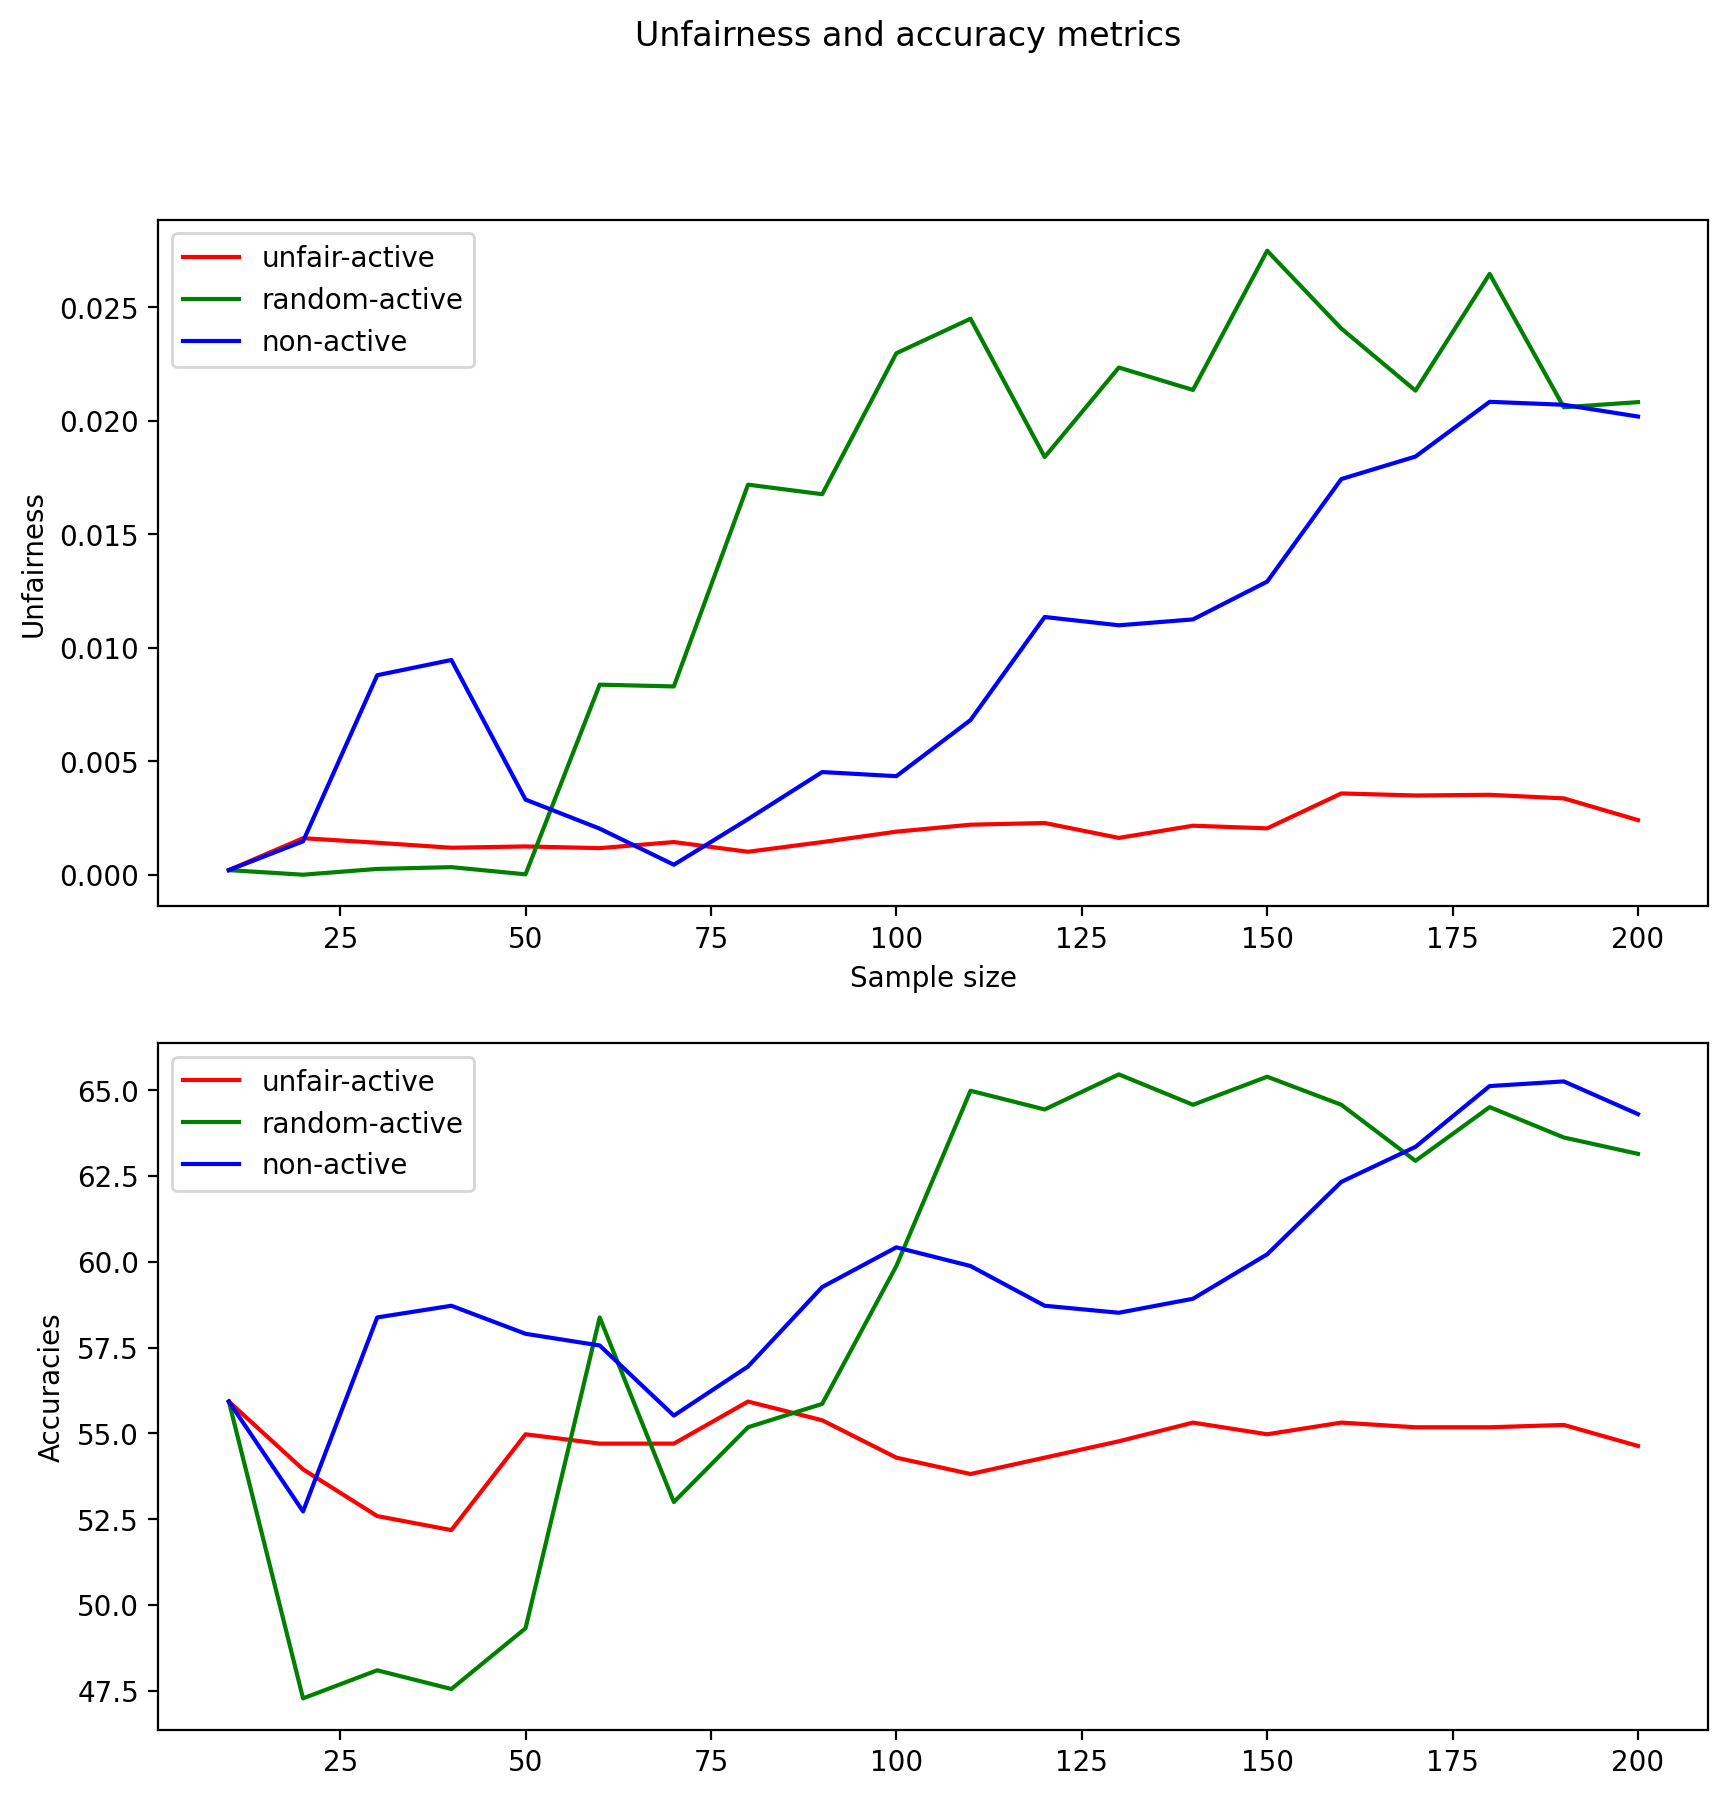 Unfairness and accuracy metrics
unfair-active
random-active
non-active
Unfairness
0.025
0.020
0.015
0.010
0.005
0.000
25 50 75 100 125 150 175 200
Sample size
unfair-active
random-active
non-active
Accuracies
65.0
62.5
60.0
57.5
55.0
52.5
50.0
47.5
25 50 75 100 125 150 175 200